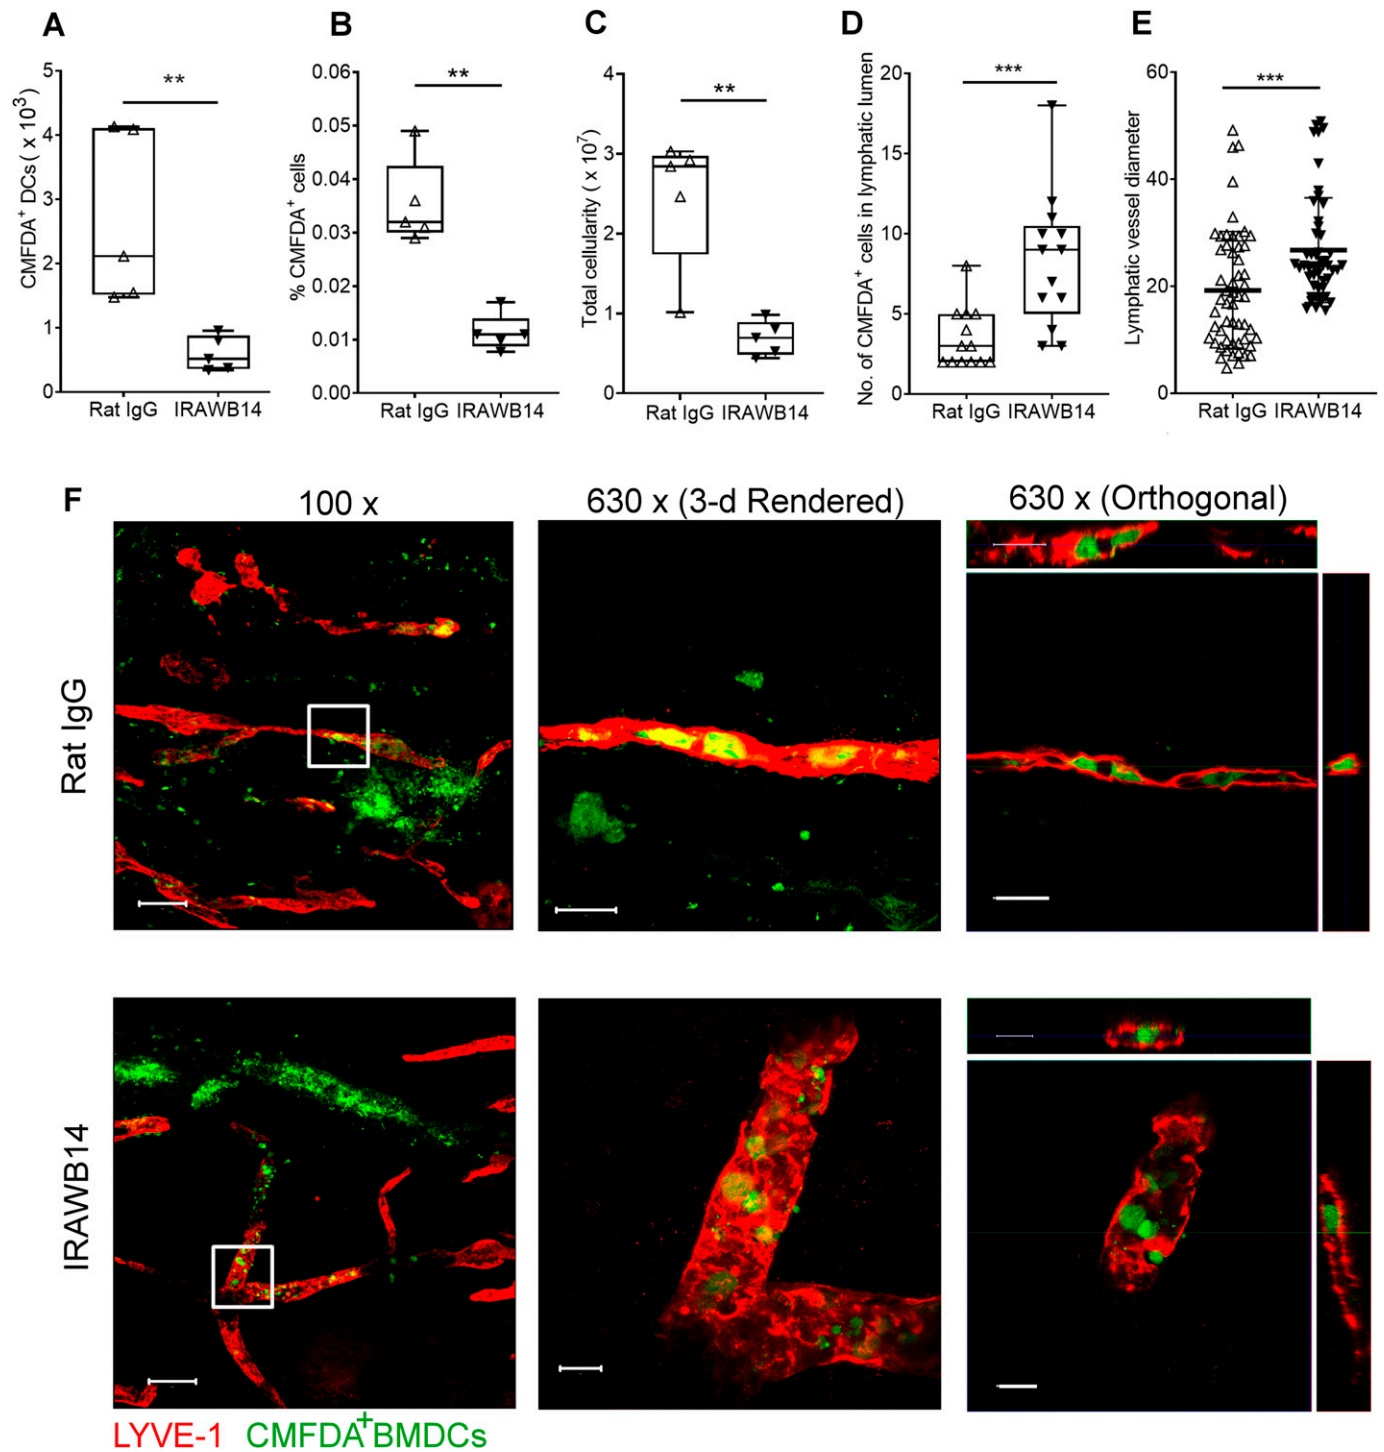 A
CMFDA+ DCs ( x 10^3)
5
4
3
2
1
0
**
Rat IgG IRAWB14
B
% CMFDA+ cells
0.06
0.05
0.04
0.03
0.02
0.01
0.00
**
Rat IgG IRAWB14
C
Total cellularity ( x 10^7)
4
3
2
1
0
**
Rat IgG IRAWB14
D
No. of CMFDA+ cells in lymphatic lumen
20
15
10
5
0
***
Rat IgG IRAWB14
E
Lymphatic vessel diameter
60
40
20
0
***
Rat IgG IRAWB14
F
100 x
630 x (3-d Rendered)
630 x (Orthogonal)
Rat IgG
IRAWB14
LYVE-1 CMFDA+BMDCs